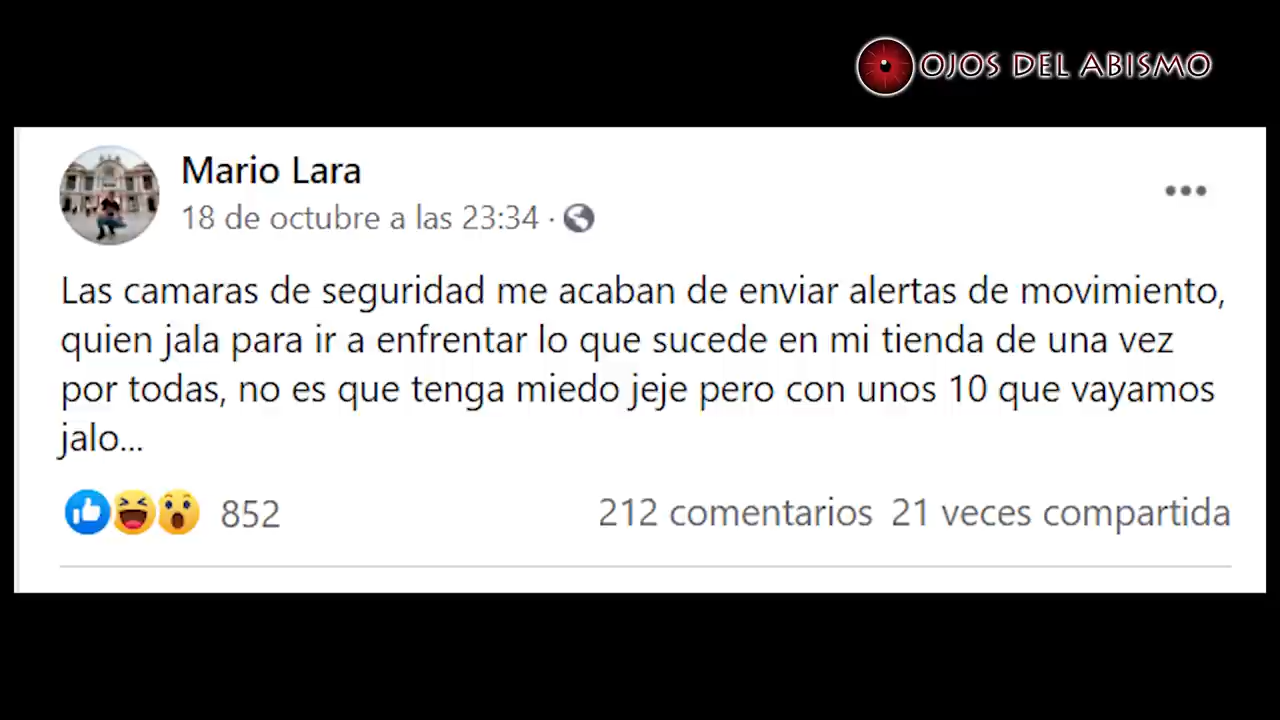 OJOS DEL ABISMO
Mario Lara
18 de octubre a las 23:34 ·
Las camaras de seguridad me acaban de enviar alertas de movimiento,
quien jala para ir a enfrentar lo que sucede en mi tienda de una vez
por todas, no es que tenga miedo jeje pero con unos 10 que vayamos
jalo...
852
212 comentarios 21 veces compartida